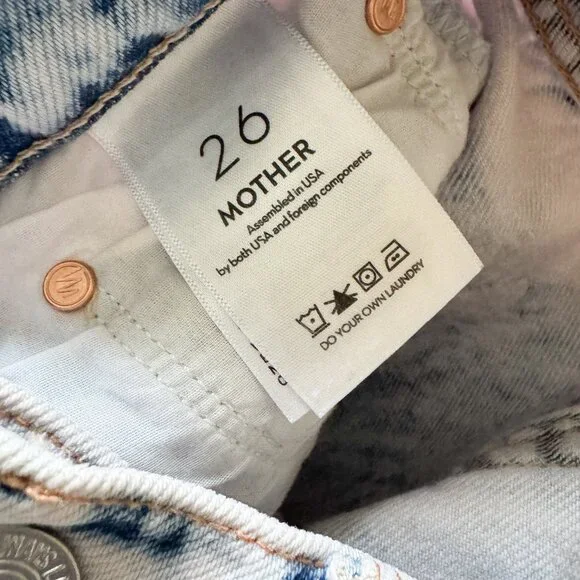 26
MOTHER
Assembled in USA
by both USA and foreign components
DO YOUR OWN LAUNDRY
M